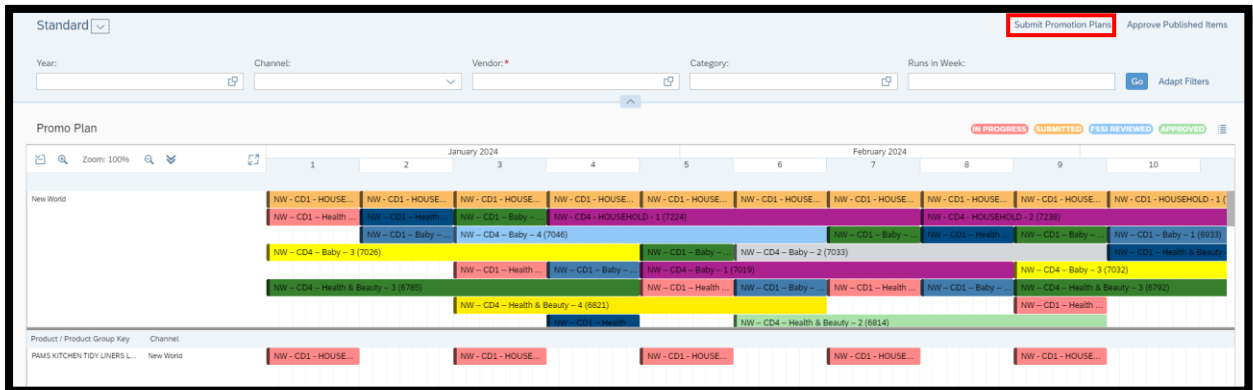 Standard
Submit Promotion Plans Approve Published Items
Year: Channel: Vendor: * Category: Runs in Week:
Go Adapt Filters
Promo Plan
IN PROGRESS SUBMITTED FSSI REVIEWED APPROVED
Zoom: 100%
January 2024 February 2024
1 2 3 4 5 6 7 8 9 10
New World
NW - CD1 - HOUSE... NW - CD1 - HOUSE... NW - CD1 - HOUSE... NW - CD1 - HOUSE... NW - CD1 - HOUSE... NW - CD1 - HOUSE... NW - CD1 - HOUSE... NW - CD1 - HOUSE... NW - CD1 - HOUSE... NW - CD1 - HOUSEHOLD - 1 (
NW – CD1 – Health ... NW – CD1 – Health ... NW – CD1 – Baby – ... NW - CD4 - HOUSEHOLD - 1 (7224) NW - CD4 - HOUSEHOLD - 2 (7238)
NW – CD1 – Baby – ... NW – CD4 – Baby – 4 (7046) NW – CD1 – Baby – ... NW – CD1 – Health ... NW – CD1 – Baby – ... NW – CD1 – Baby – 1 (6933)
NW – CD4 – Baby – 3 (7026) NW – CD1 – Baby – ... NW – CD4 – Baby – 2 (7033) NW – CD1 – Health & Beauty
NW – CD1 – Health ... NW – CD1 – Baby – ... NW – CD4 – Baby – 1 (7019) NW – CD4 – Baby – 3 (7032)
NW – CD4 – Health & Beauty – 3 (6785) NW – CD1 – Health ... NW – CD1 – Baby – ... NW – CD1 – Health ... NW – CD1 – Baby – ... NW – CD4 – Health & Beauty – 3 (6792)
NW – CD4 – Health & Beauty – 4 (6821) NW – CD1 – Health ...
NW – CD1 – Health ... NW – CD4 – Health & Beauty – 2 (6814)
Product / Product Group Key Channel
PAMS KITCHEN TIDY LINERS L... New World NW - CD1 - HOUSE... NW - CD1 - HOUSE... NW - CD1 - HOUSE... NW - CD1 - HOUSE... NW - CD1 - HOUSE...